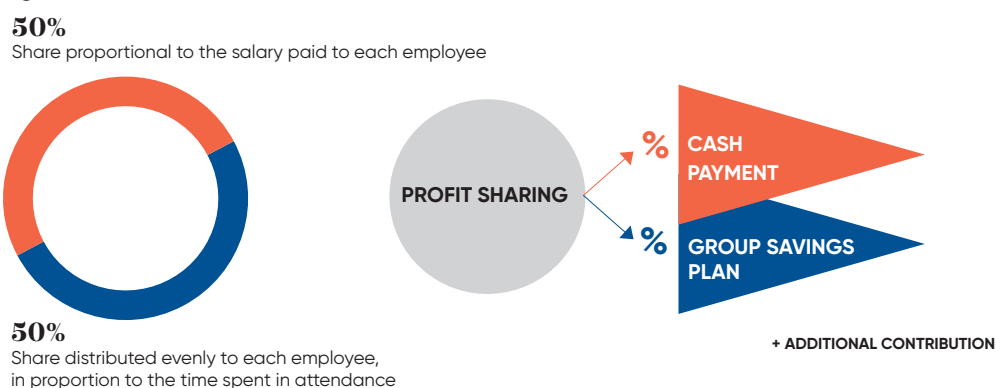 50%
Share proportional to the salary paid to each employee
PROFIT SHARING
%
CASH
PAYMENT
%
GROUP SAVINGS
PLAN
50%
Share distributed evenly to each employee,
in proportion to the time spent in attendance
+ ADDITIONAL CONTRIBUTION